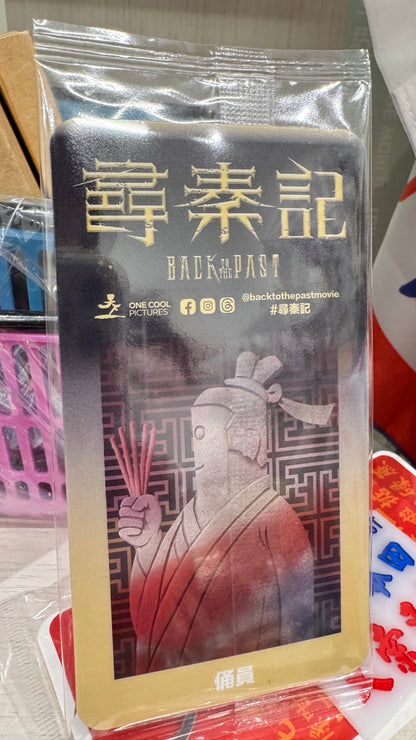 尋秦記
BACK TO THE PAST
ONE COOL
PICTURES
@backtothepastmovie
#尋秦記
俑員